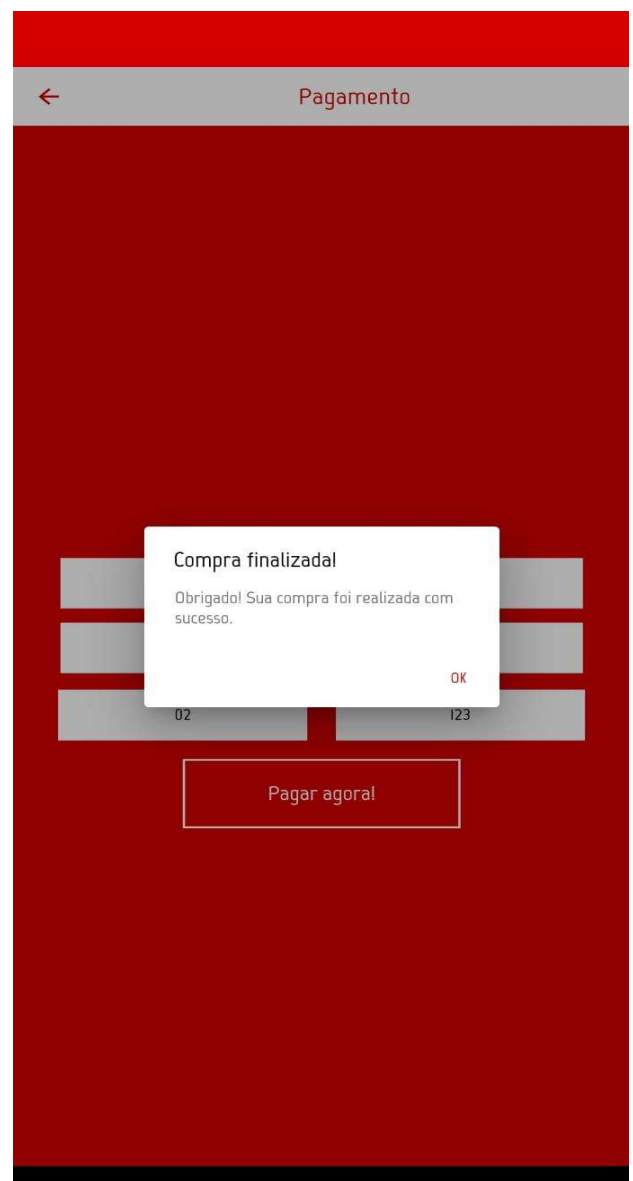 Pagamento
Compra finalizada!
Obrigado! Sua compra foi realizada com
sucesso.
OK
02 123
Pagar agora!